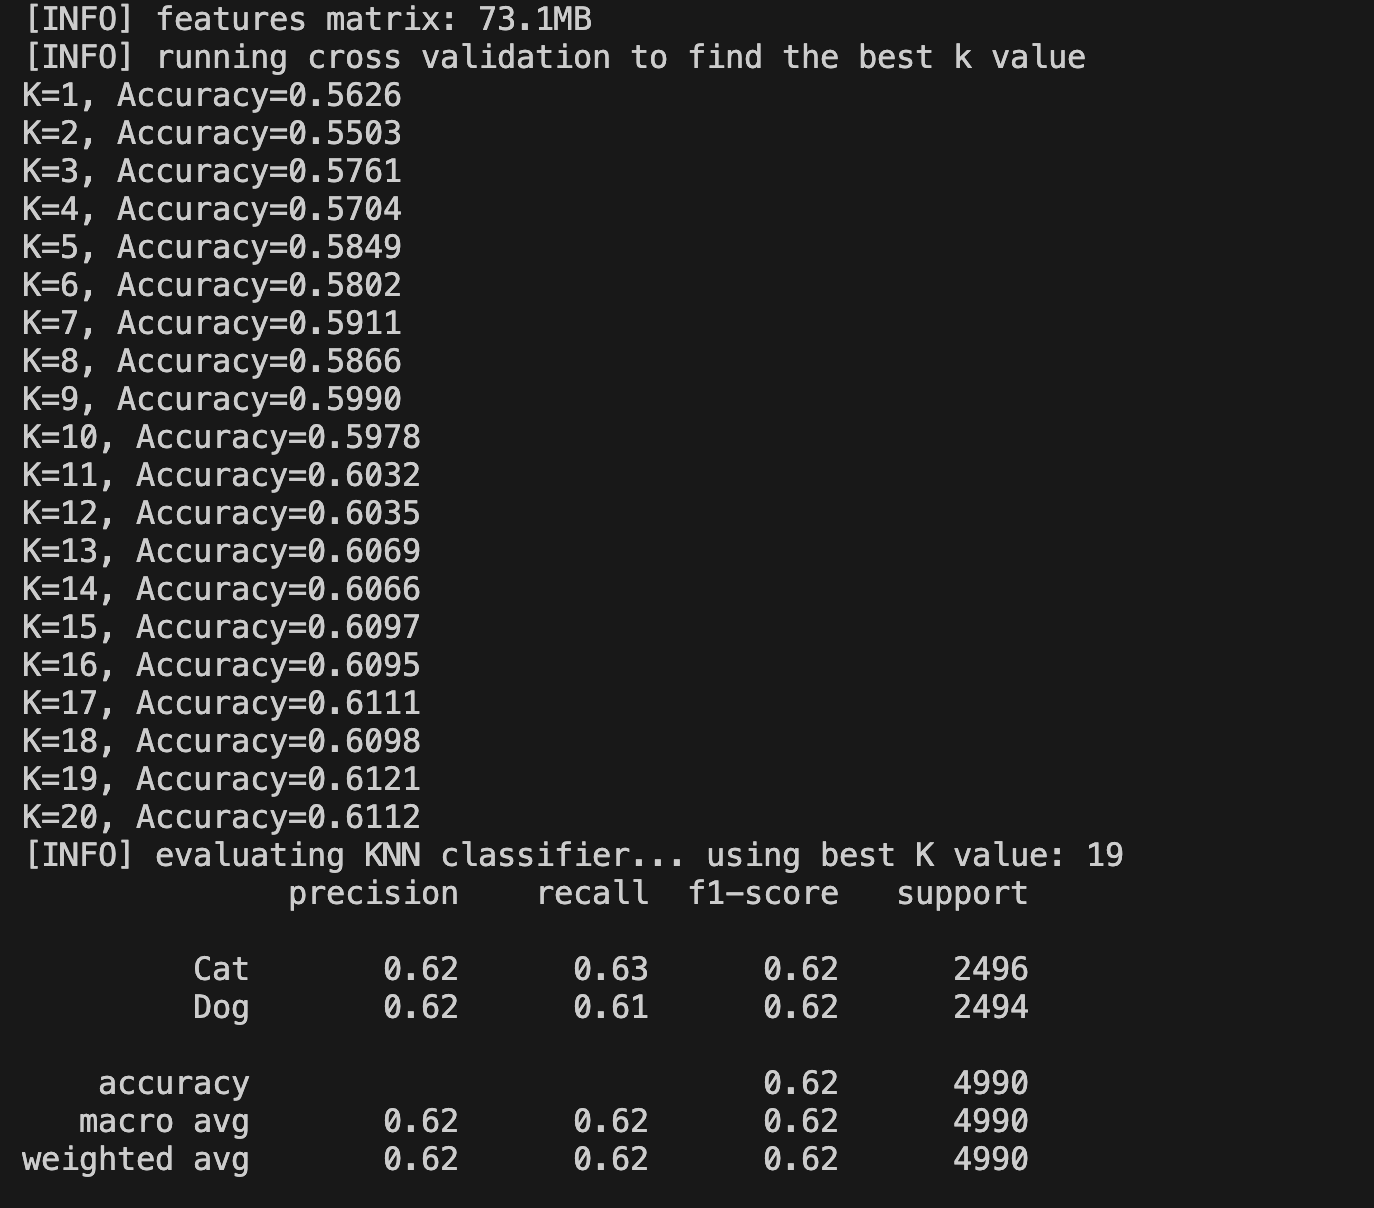 [INFO] features matrix: 73.1MB
[INFO] running cross validation to find the best k value
K=1, Accuracy=0.5626
K=2, Accuracy=0.5503
K=3, Accuracy=0.5761
K=4, Accuracy=0.5704
K=5, Accuracy=0.5849
K=6, Accuracy=0.5802
K=7, Accuracy=0.5911
K=8, Accuracy=0.5866
K=9, Accuracy=0.5990
K=10, Accuracy=0.5978
K=11, Accuracy=0.6032
K=12, Accuracy=0.6035
K=13, Accuracy=0.6069
K=14, Accuracy=0.6066
K=15, Accuracy=0.6097
K=16, Accuracy=0.6095
K=17, Accuracy=0.6111
K=18, Accuracy=0.6098
K=19, Accuracy=0.6121
K=20, Accuracy=0.6112
[INFO] evaluating KNN classifier... using best K value: 19
precision recall f1-score support
Cat 0.62 0.63 0.62 2496
Dog 0.62 0.61 0.62 2494
accuracy 0.62 4990
macro avg 0.62 0.62 0.62 4990
weighted avg 0.62 0.62 0.62 4990